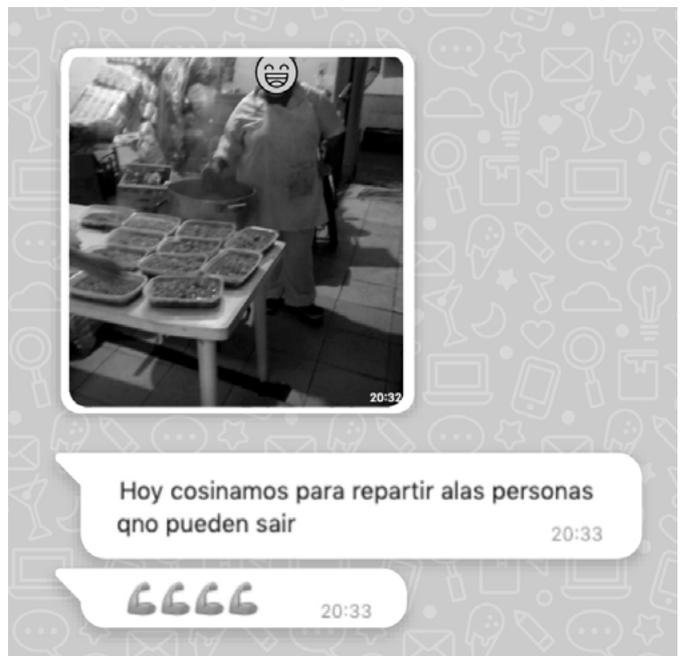 20:32
Hoy cosinamos para repartir alas personas
qno pueden sair
20:33
💪💪💪💪
20:33